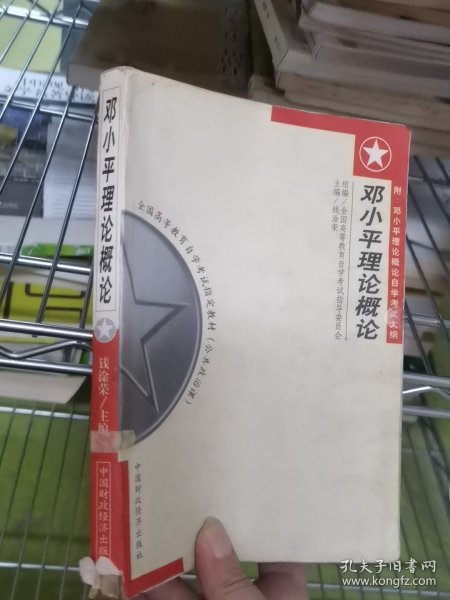 邓小平理论概论
钱淦荣/主编
中国财政经济出版
全国高等教育自学考试指定教材(公共政治课)
中国财政经济出版社
附·邓小平理论概论自学考试大纲
邓小平理论概论
组编/全国高等教育自学考试指导委员会
主编/钱淦荣
孔夫子旧书网
www.kongfz.com